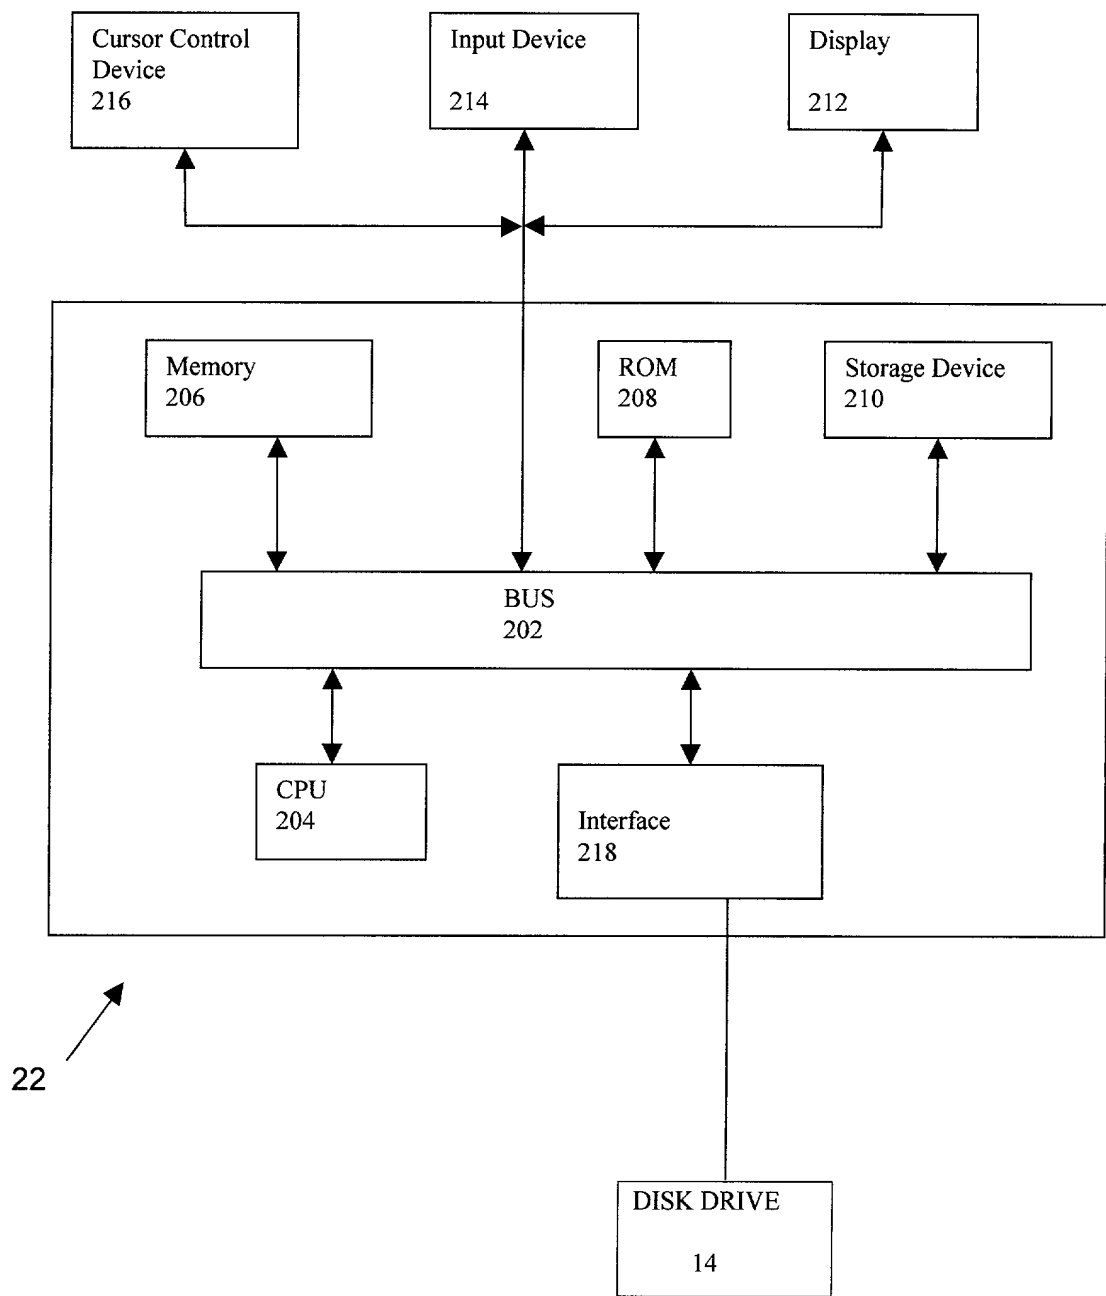 Cursor Control
Device
216
Input Device
214
Display
212
Memory
206
ROM
208
Storage Device
210
BUS
202
CPU
204
Interface
218
22
DISK DRIVE
14